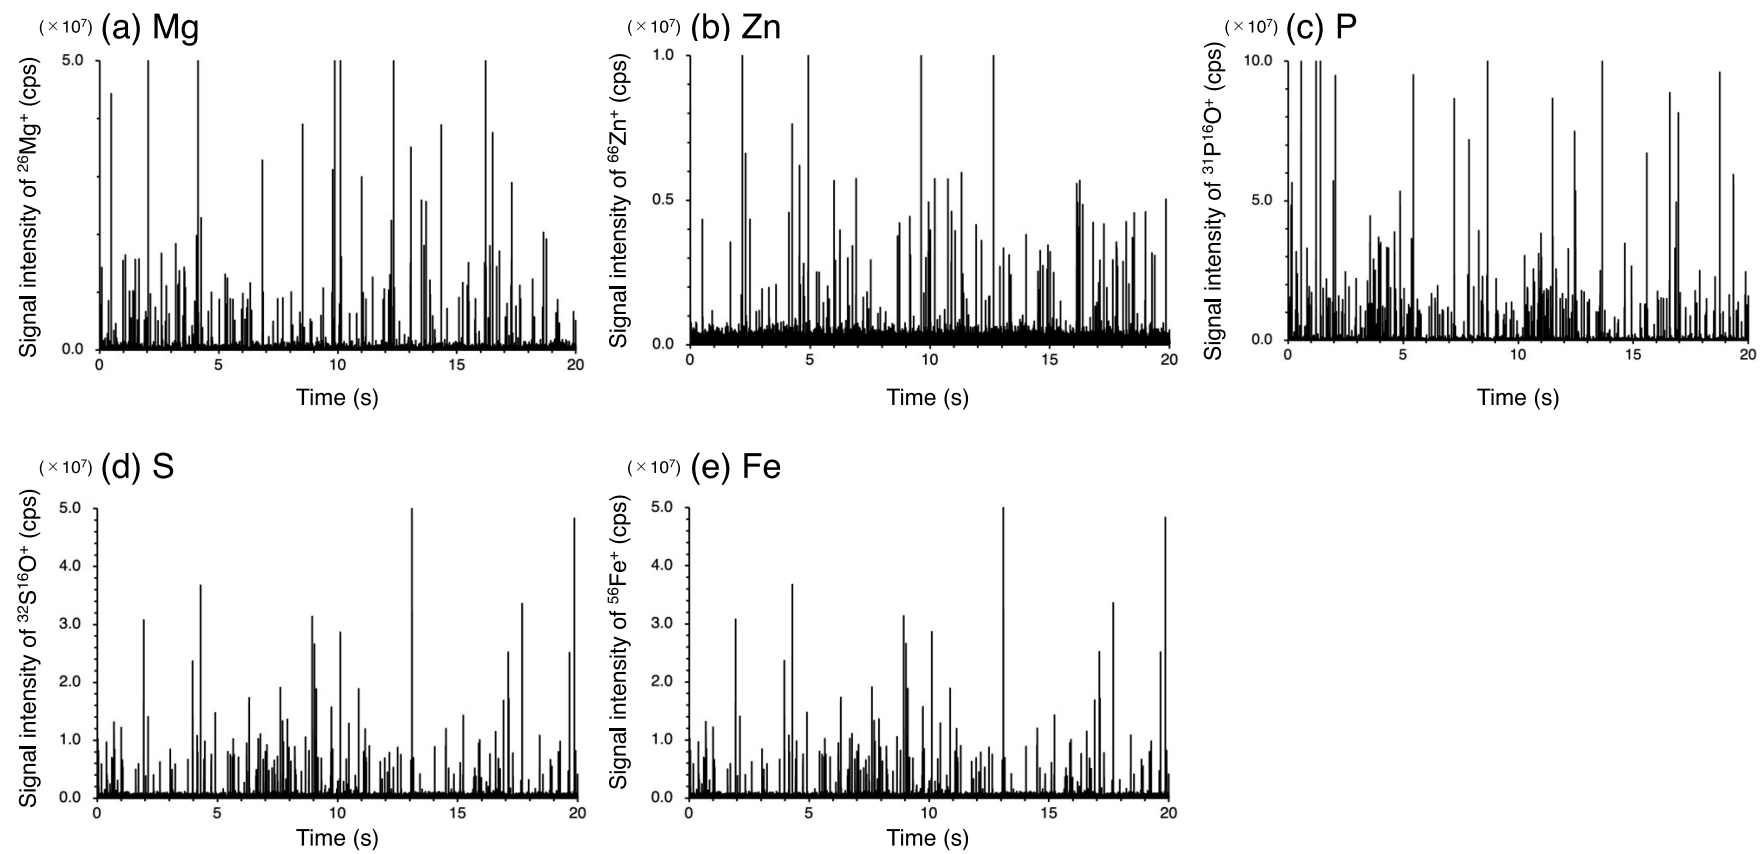 (×10⁷) (a) Mg
Signal intensity of ²⁶Mg⁺ (cps)
5.0
0.0
0 5 10 15 20
Time (s)
(×10⁷) (b) Zn
Signal intensity of ⁶⁶Zn⁺ (cps)
1.0
0.5
0.0
0 5 10 15 20
Time (s)
(×10⁷) (c) P
Signal intensity of ³¹P¹⁶O⁺ (cps)
10.0
5.0
0.0
0 5 10 15 20
Time (s)
(×10⁷) (d) S
Signal intensity of ³²S¹⁶O⁺ (cps)
5.0
4.0
3.0
2.0
1.0
0.0
0 5 10 15 20
Time (s)
(×10⁷) (e) Fe
Signal intensity of ⁵⁶Fe⁺ (cps)
5.0
4.0
3.0
2.0
1.0
0.0
0 5 10 15 20
Time (s)